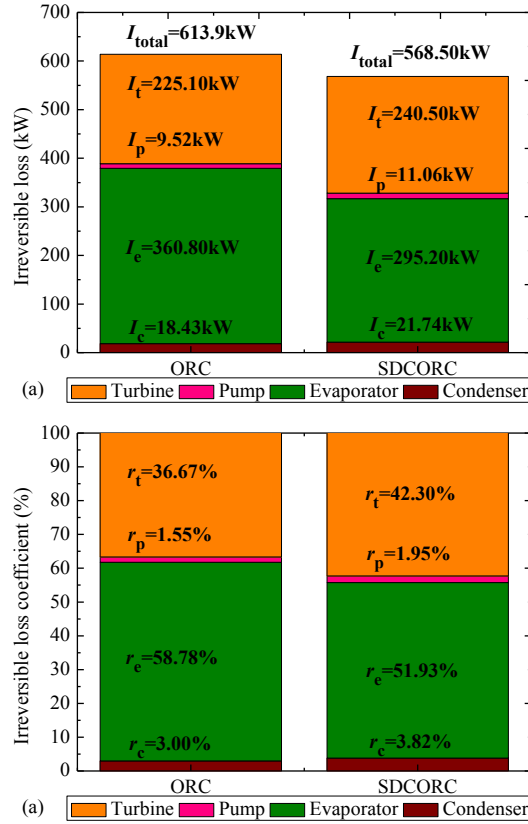 700
600
500
400
300
200
100
0
Irreversible loss (kW)
I_total=613.9kW
I_total=568.50kW
I_t=225.10kW
I_t=240.50kW
I_p=9.52kW
I_p=11.06kW
I_e=360.80kW
I_e=295.20kW
I_c=18.43kW
I_c=21.74kW
ORC SDCORC
(a) Turbine Pump Evaporator Condenser
100
90
80
70
60
50
40
30
20
10
0
Irreversible loss coefficient (%)
r_t=36.67%
r_t=42.30%
r_p=1.55%
r_p=1.95%
r_e=58.78%
r_e=51.93%
r_c=3.00%
r_c=3.82%
ORC SDCORC
(a) Turbine Pump Evaporator Condenser